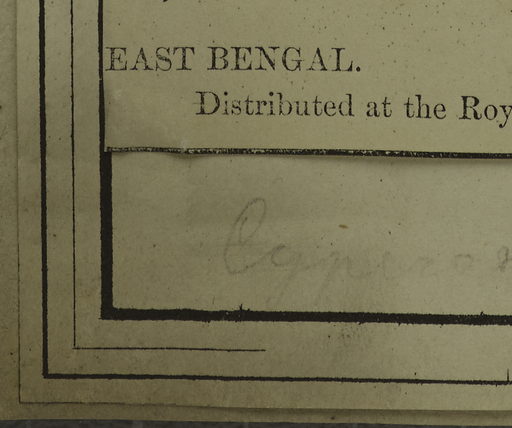 EAST BENGAL.
Distributed at the Roy